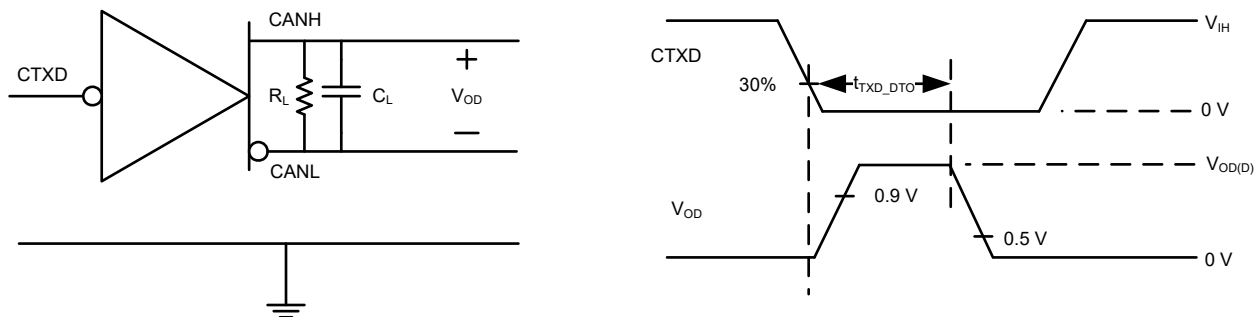 CANH
CTXD
R_L
C_L
+
V_OD
—
CANL
CTXD
V_IH
30%
t_TXD_DTO
0 V
V_OD(D)
0.9 V
V_OD
0.5 V
0 V